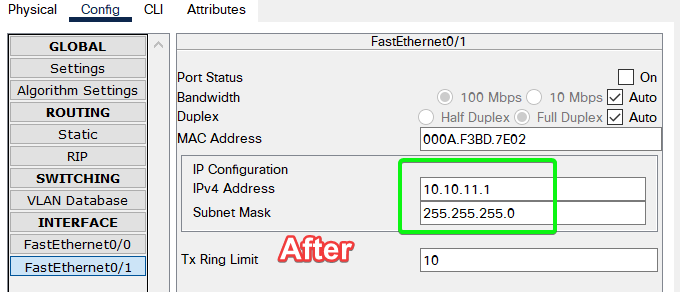 Physical Config CLI Attributes
GLOBAL
Settings
Algorithm Settings
ROUTING
Static
RIP
SWITCHING
VLAN Database
INTERFACE
FastEthernet0/0
FastEthernet0/1
FastEthernet0/1
Port Status On
Bandwidth 100 Mbps 10 Mbps Auto
Duplex Half Duplex Full Duplex Auto
MAC Address 000A.F3BD.7E02
IP Configuration
IPv4 Address 10.10.11.1
Subnet Mask 255.255.255.0
After
Tx Ring Limit 10